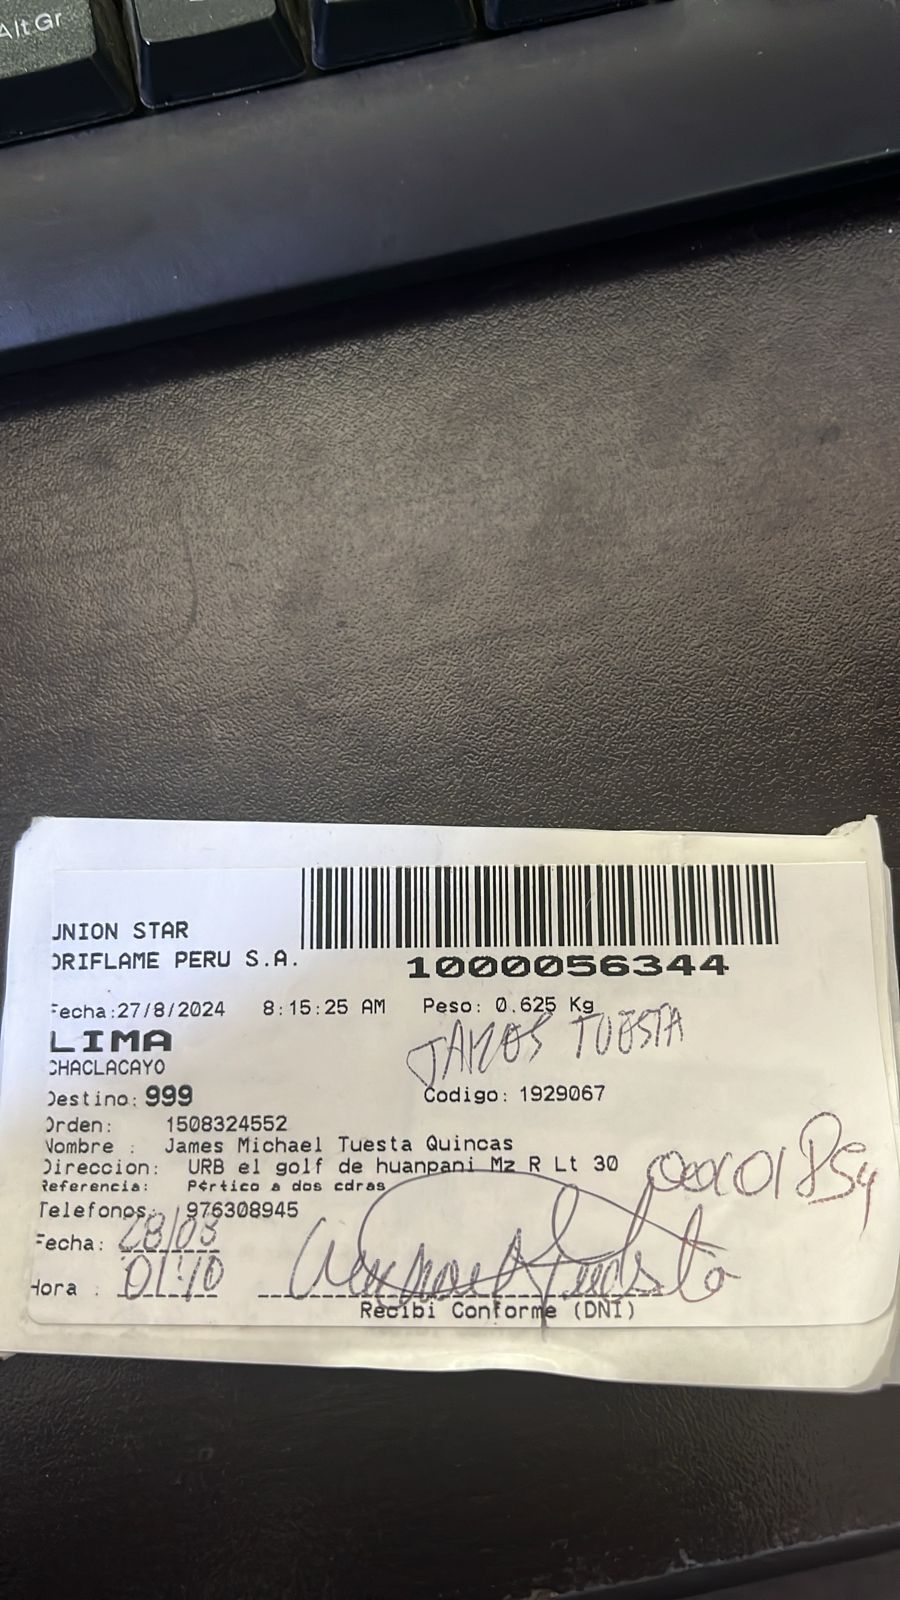 Alt Gr
UNION STAR
ORIFLAME PERU S.A.
1000056344
Fecha:27/8/2024 8:15:25 AM Peso: 0.625 Kg
LIMA
TUESTA
CHACLACAYO
Destino: 999 Codigo: 1929067
Orden: 1508324552
Nombre : James Michael Tuesta Quincas
Direccion: URB el golf de huanpani Mz R Lt 30
Referencia: Pórtico a dos cdras
Telefonos: 976308945
Fecha: 28/08
Hora : 01:10
Recibi Conforme (DNI)